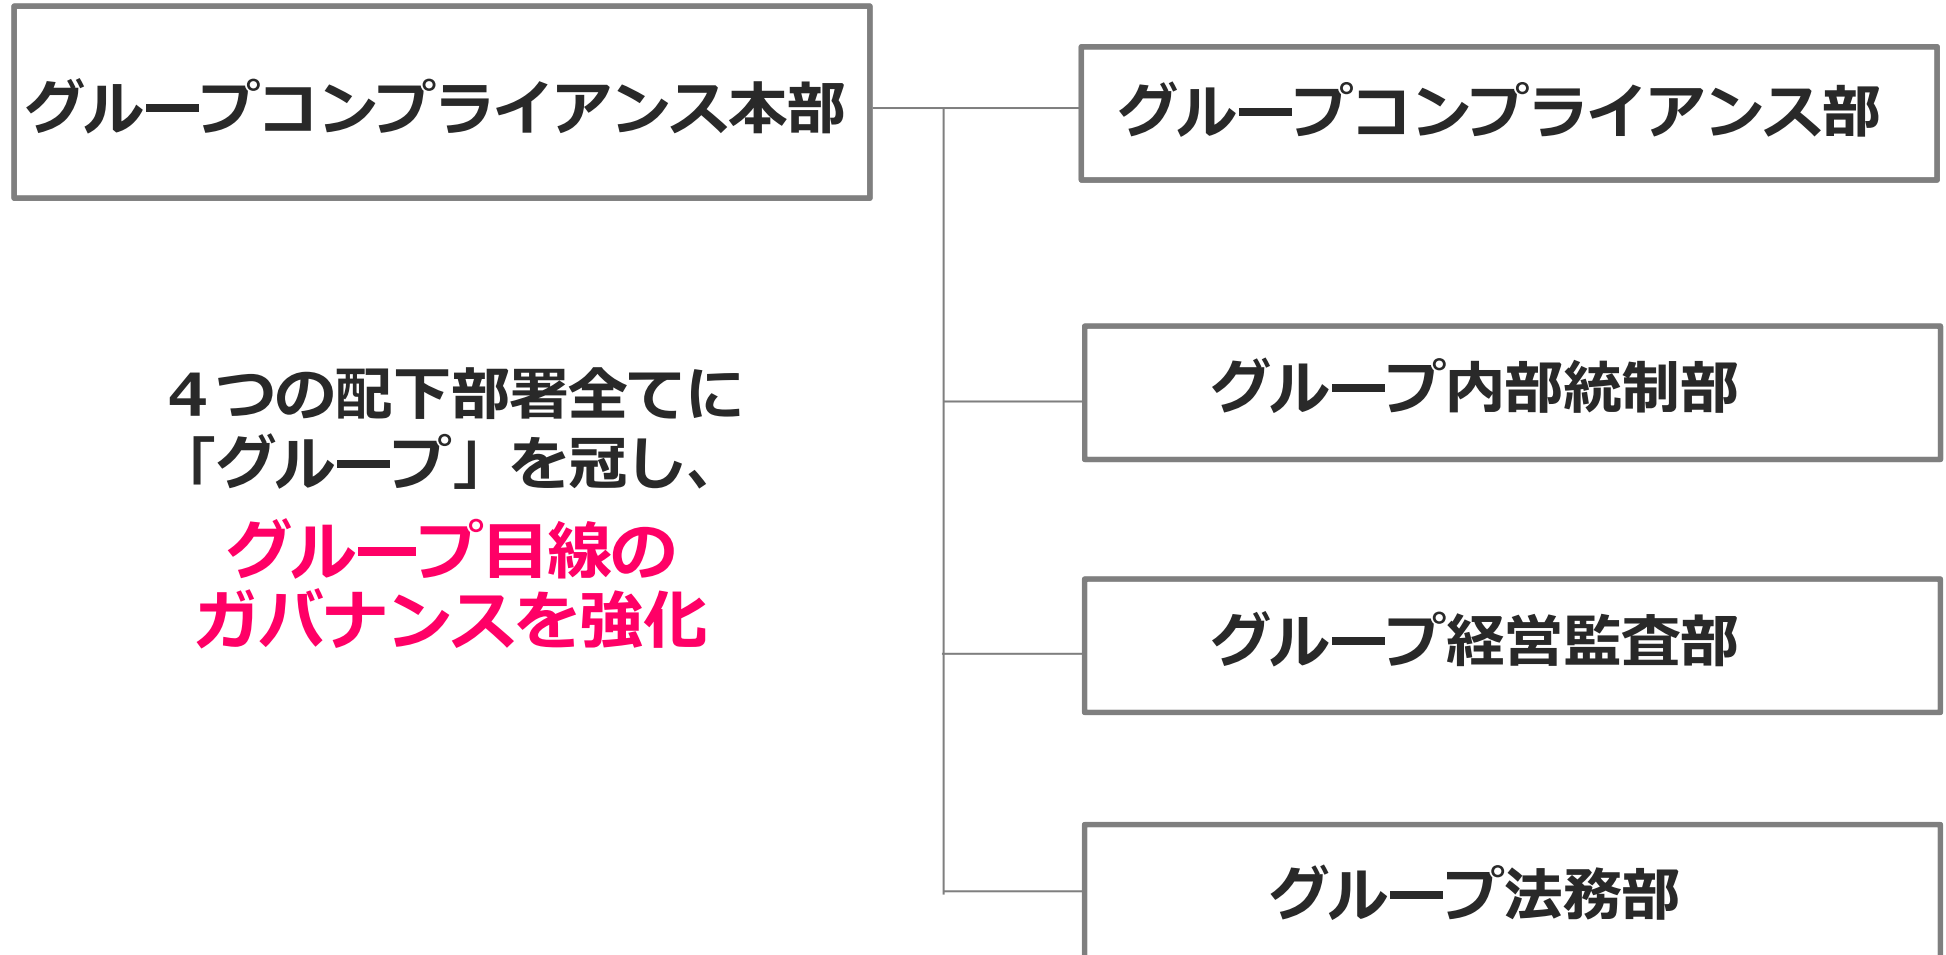 グループコンプライアンス本部
グループコンプライアンス部
グループ内部統制部
グループ経営監査部
グループ法務部
４つの配下部署全てに
「グループ」を冠し、
グループ目線の
ガバナンスを強化